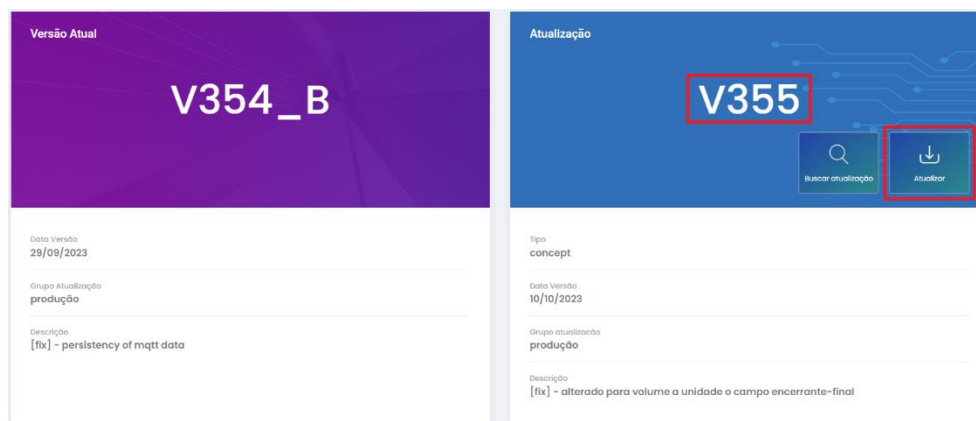 Versão Atual
V354_B
Data Versão
29/09/2023
Grupo Atualização
produção
Descrição
[fix] - persistency of mqtt data
Atualização
V355
Buscar atualização
Atualizar
Tipo
concept
Data Versão
10/10/2023
Grupo atualização
produção
Descrição
[fix] - alterado para volume a unidade o campo encerrante-final